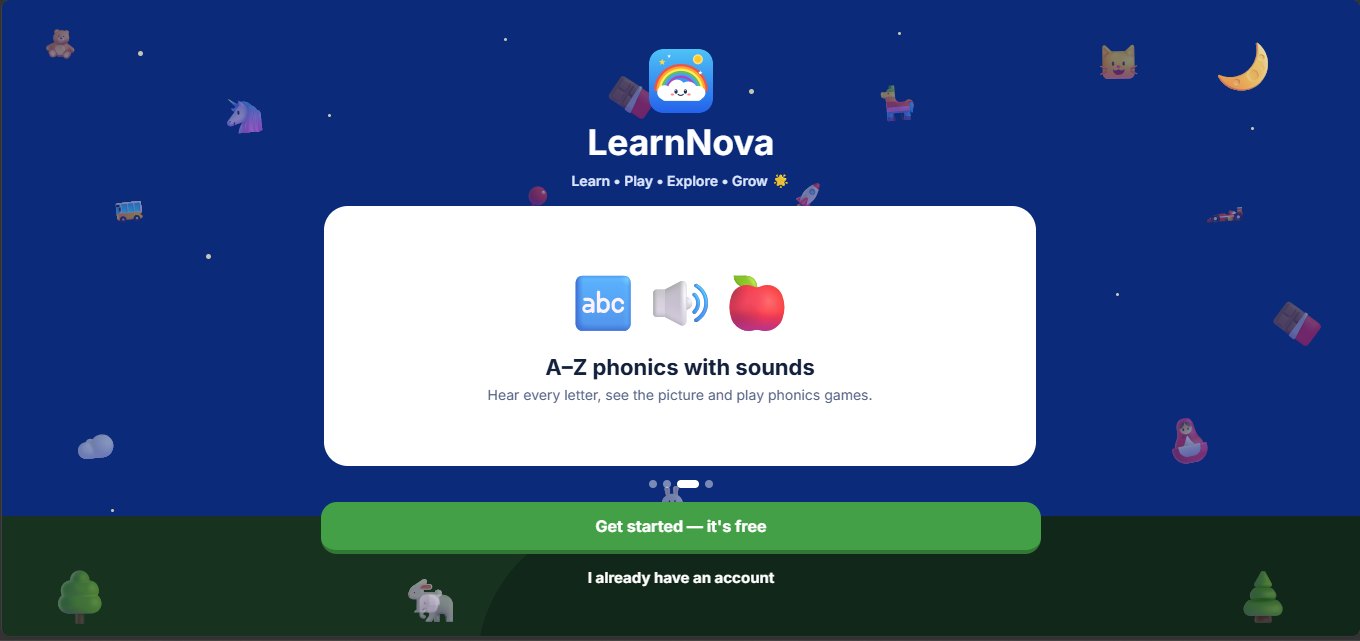 LearnNova
Learn • Play • Explore • Grow 🌟
abc
A–Z phonics with sounds
Hear every letter, see the picture and play phonics games.
Get started — it's free
I already have an account